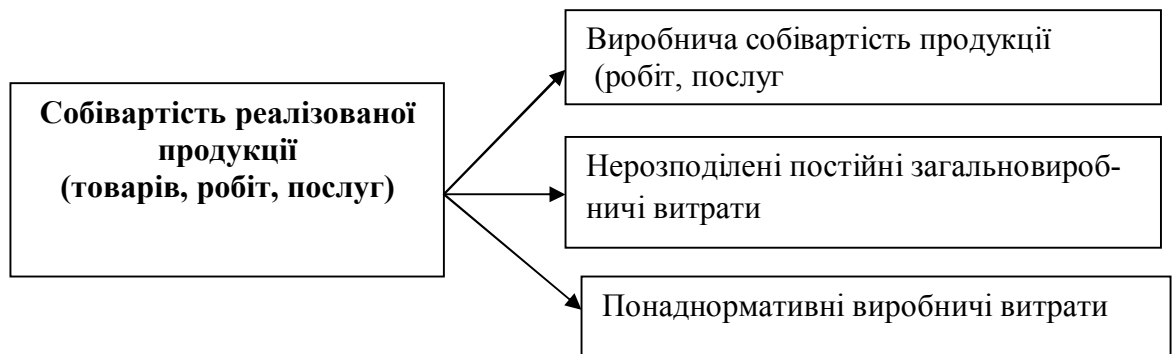 Собівартість реалізованої
продукції
(товарів, робіт, послуг)
Виробнича собівартість продукції
(робіт, послуг
Нерозподілені постійні загальновироб-
ничі витрати
Понаднормативні виробничі витрати